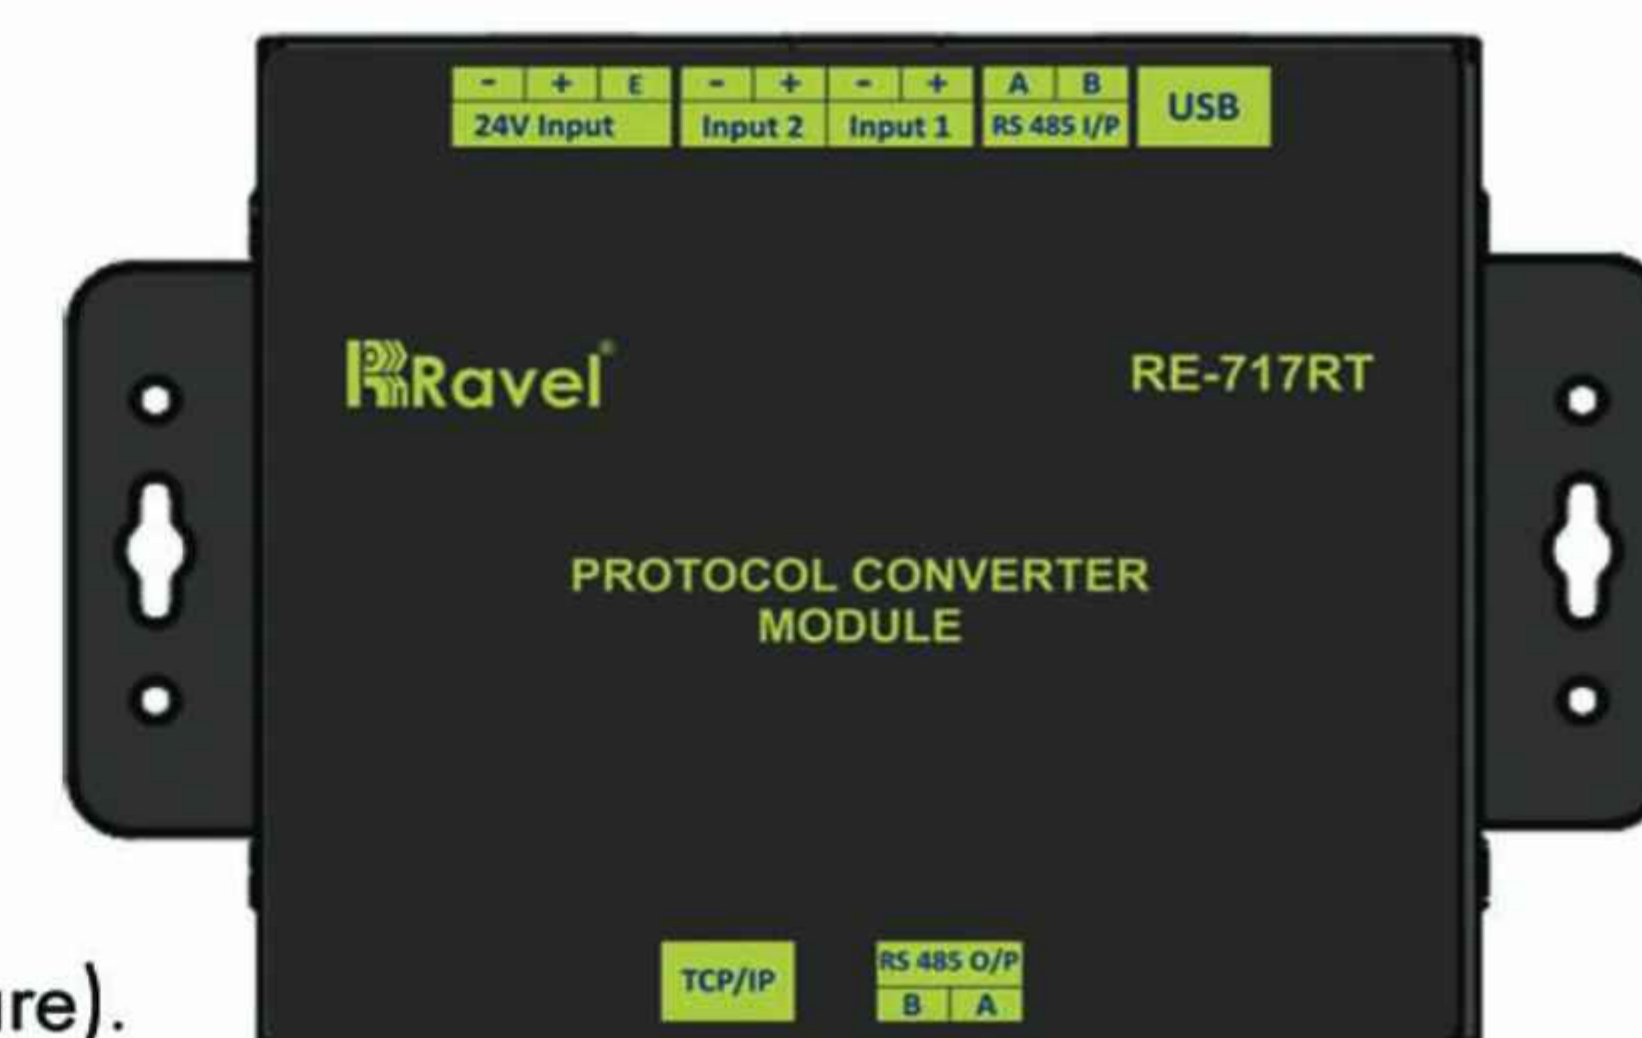 - + E - + - + A B USB
24V Input Input 2 Input 1 RS 485 I/P
Ravel® RE-717RT
PROTOCOL CONVERTER
MODULE
TCP/IP RS 485 O/P
B A